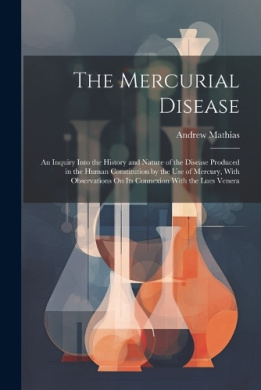 The Mercurial
Disease
Andrew Mathias
An Inquiry Into the History and Nature of the Disease Produced
in the Human Constitution by the Use of Mercury, With
Observations On Its Connexion With the Lues Venera